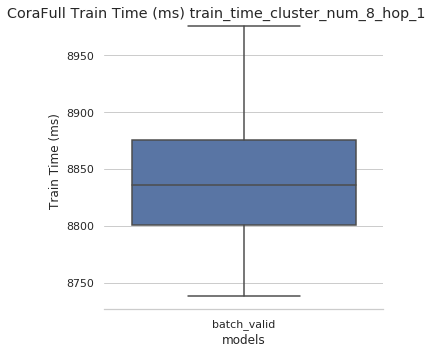 CoraFull Train Time (ms) train_time_cluster_num_8_hop_1
8950
8900
8850
8800
8750
Train Time (ms)
batch_valid
models